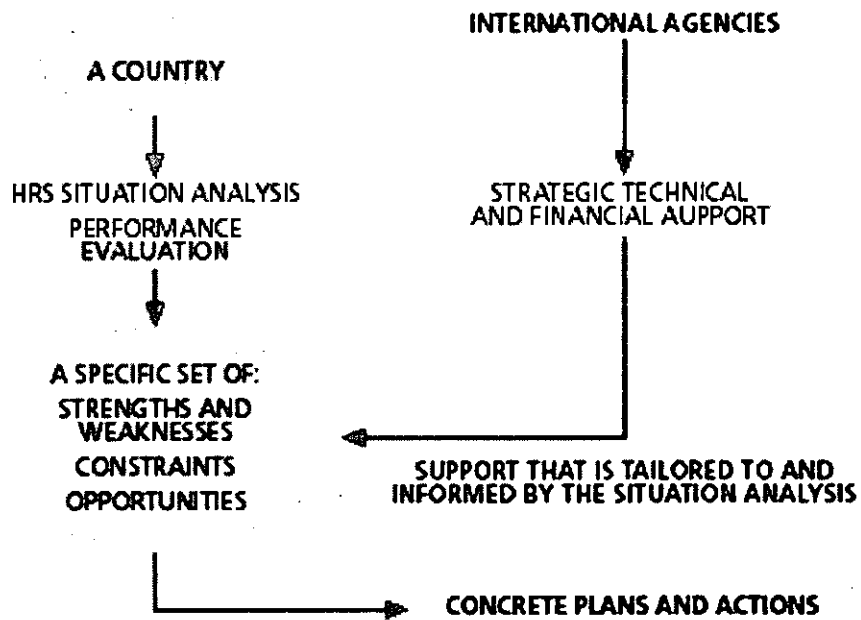 INTERNATIONAL AGENCIES
A COUNTRY
HRS SITUATION ANALYSIS
PERFORMANCE
EVALUATION
STRATEGIC TECHNICAL
AND FINANCIAL AUPPORT
A SPECIFIC SET OF:
STRENGTHS AND
WEAKNESSES
CONSTRAINTS
OPPORTUNITIES
SUPPORT THAT IS TAILORED TO AND
INFORMED BY THE SITUATION ANALYSIS
CONCRETE PLANS AND ACTIONS